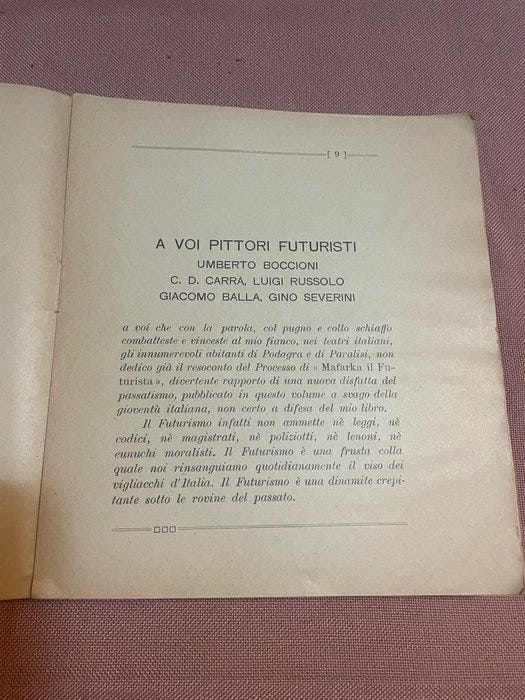 [ 9 ]
A VOI PITTORI FUTURISTI
UMBERTO BOCCIONI
C. D. CARRÀ, LUIGI RUSSOLO
GIACOMO BALLA, GINO SEVERINI
a voi che con la parola, col pugno e collo schiaffo
combatteste e vinceste al mio fianco, nei teatri italiani,
gli innumerevoli abitanti di Podagra e di Paralisi, non
dedico già il resoconto del Processo di « Mafarka il Fu-
turista », divertente rapporto di una nuova disfatta del
passatismo, pubblicato in questo volume a svago della
gioventù italiana, non certo a difesa del mio libro.
Il Futurismo infatti non ammette nè leggi, nè
codici, nè magistrati, nè poliziotti, nè lenoni, nè
eunuchi moralisti. Il Futurismo è una frusta colla
quale noi rinsanguiamo quotidianamente il viso dei
vigliacchi d'Italia. Il Futurismo è una dinamite crepi-
tante sotto le rovine del passato.